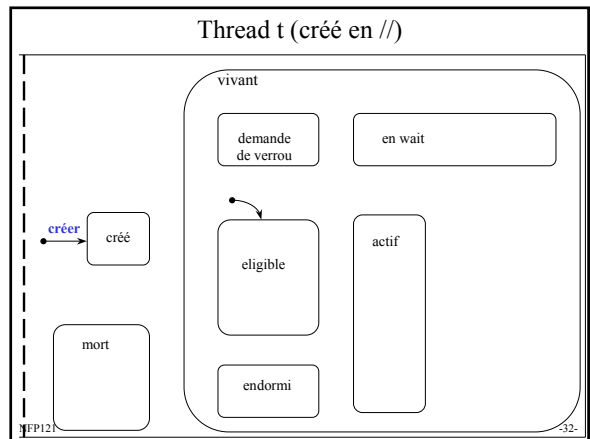 Thread t (créé en //)
vivant
demande
de verrou
en wait
créer
créé
eligible
actif
mort
endormi
NFP121
-32-